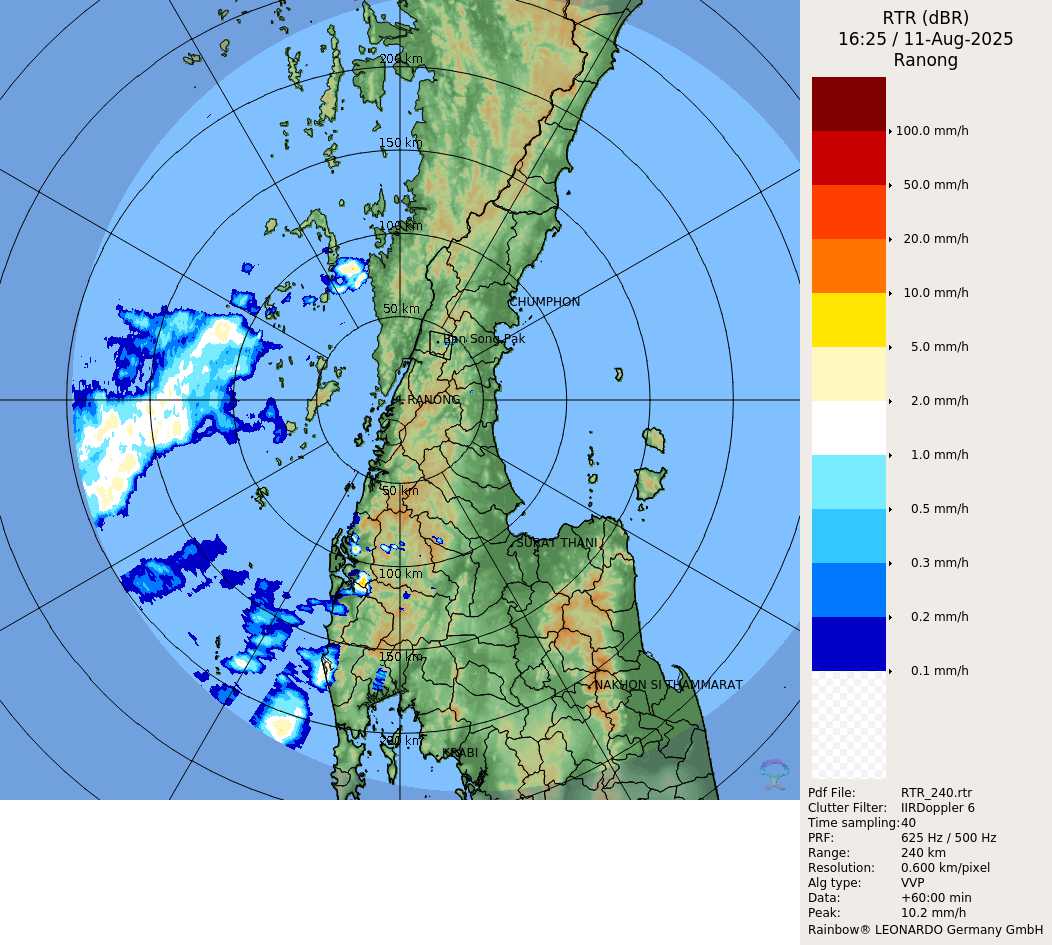 RTR (dBR)
16:25 / 11-Aug-2025
Ranong
100.0 mm/h
50.0 mm/h
20.0 mm/h
10.0 mm/h
5.0 mm/h
2.0 mm/h
1.0 mm/h
0.5 mm/h
0.3 mm/h
0.2 mm/h
0.1 mm/h
200 km
150 km
100 km
50 km
CHUMPHON
Ban Song Pak
RANONG
50 km
SURAT THANI
100 km
150 km
NAKHON SI THAMMARAT
200 km
KRABI
Pdf File: RTR_240.rtr
Clutter Filter: IIRDoppler 6
Time sampling: 40
PRF: 625 Hz / 500 Hz
Range: 240 km
Resolution: 0.600 km/pixel
Alg type: VVP
Data: +60:00 min
Peak: 10.2 mm/h
Rainbow® LEONARDO Germany GmbH